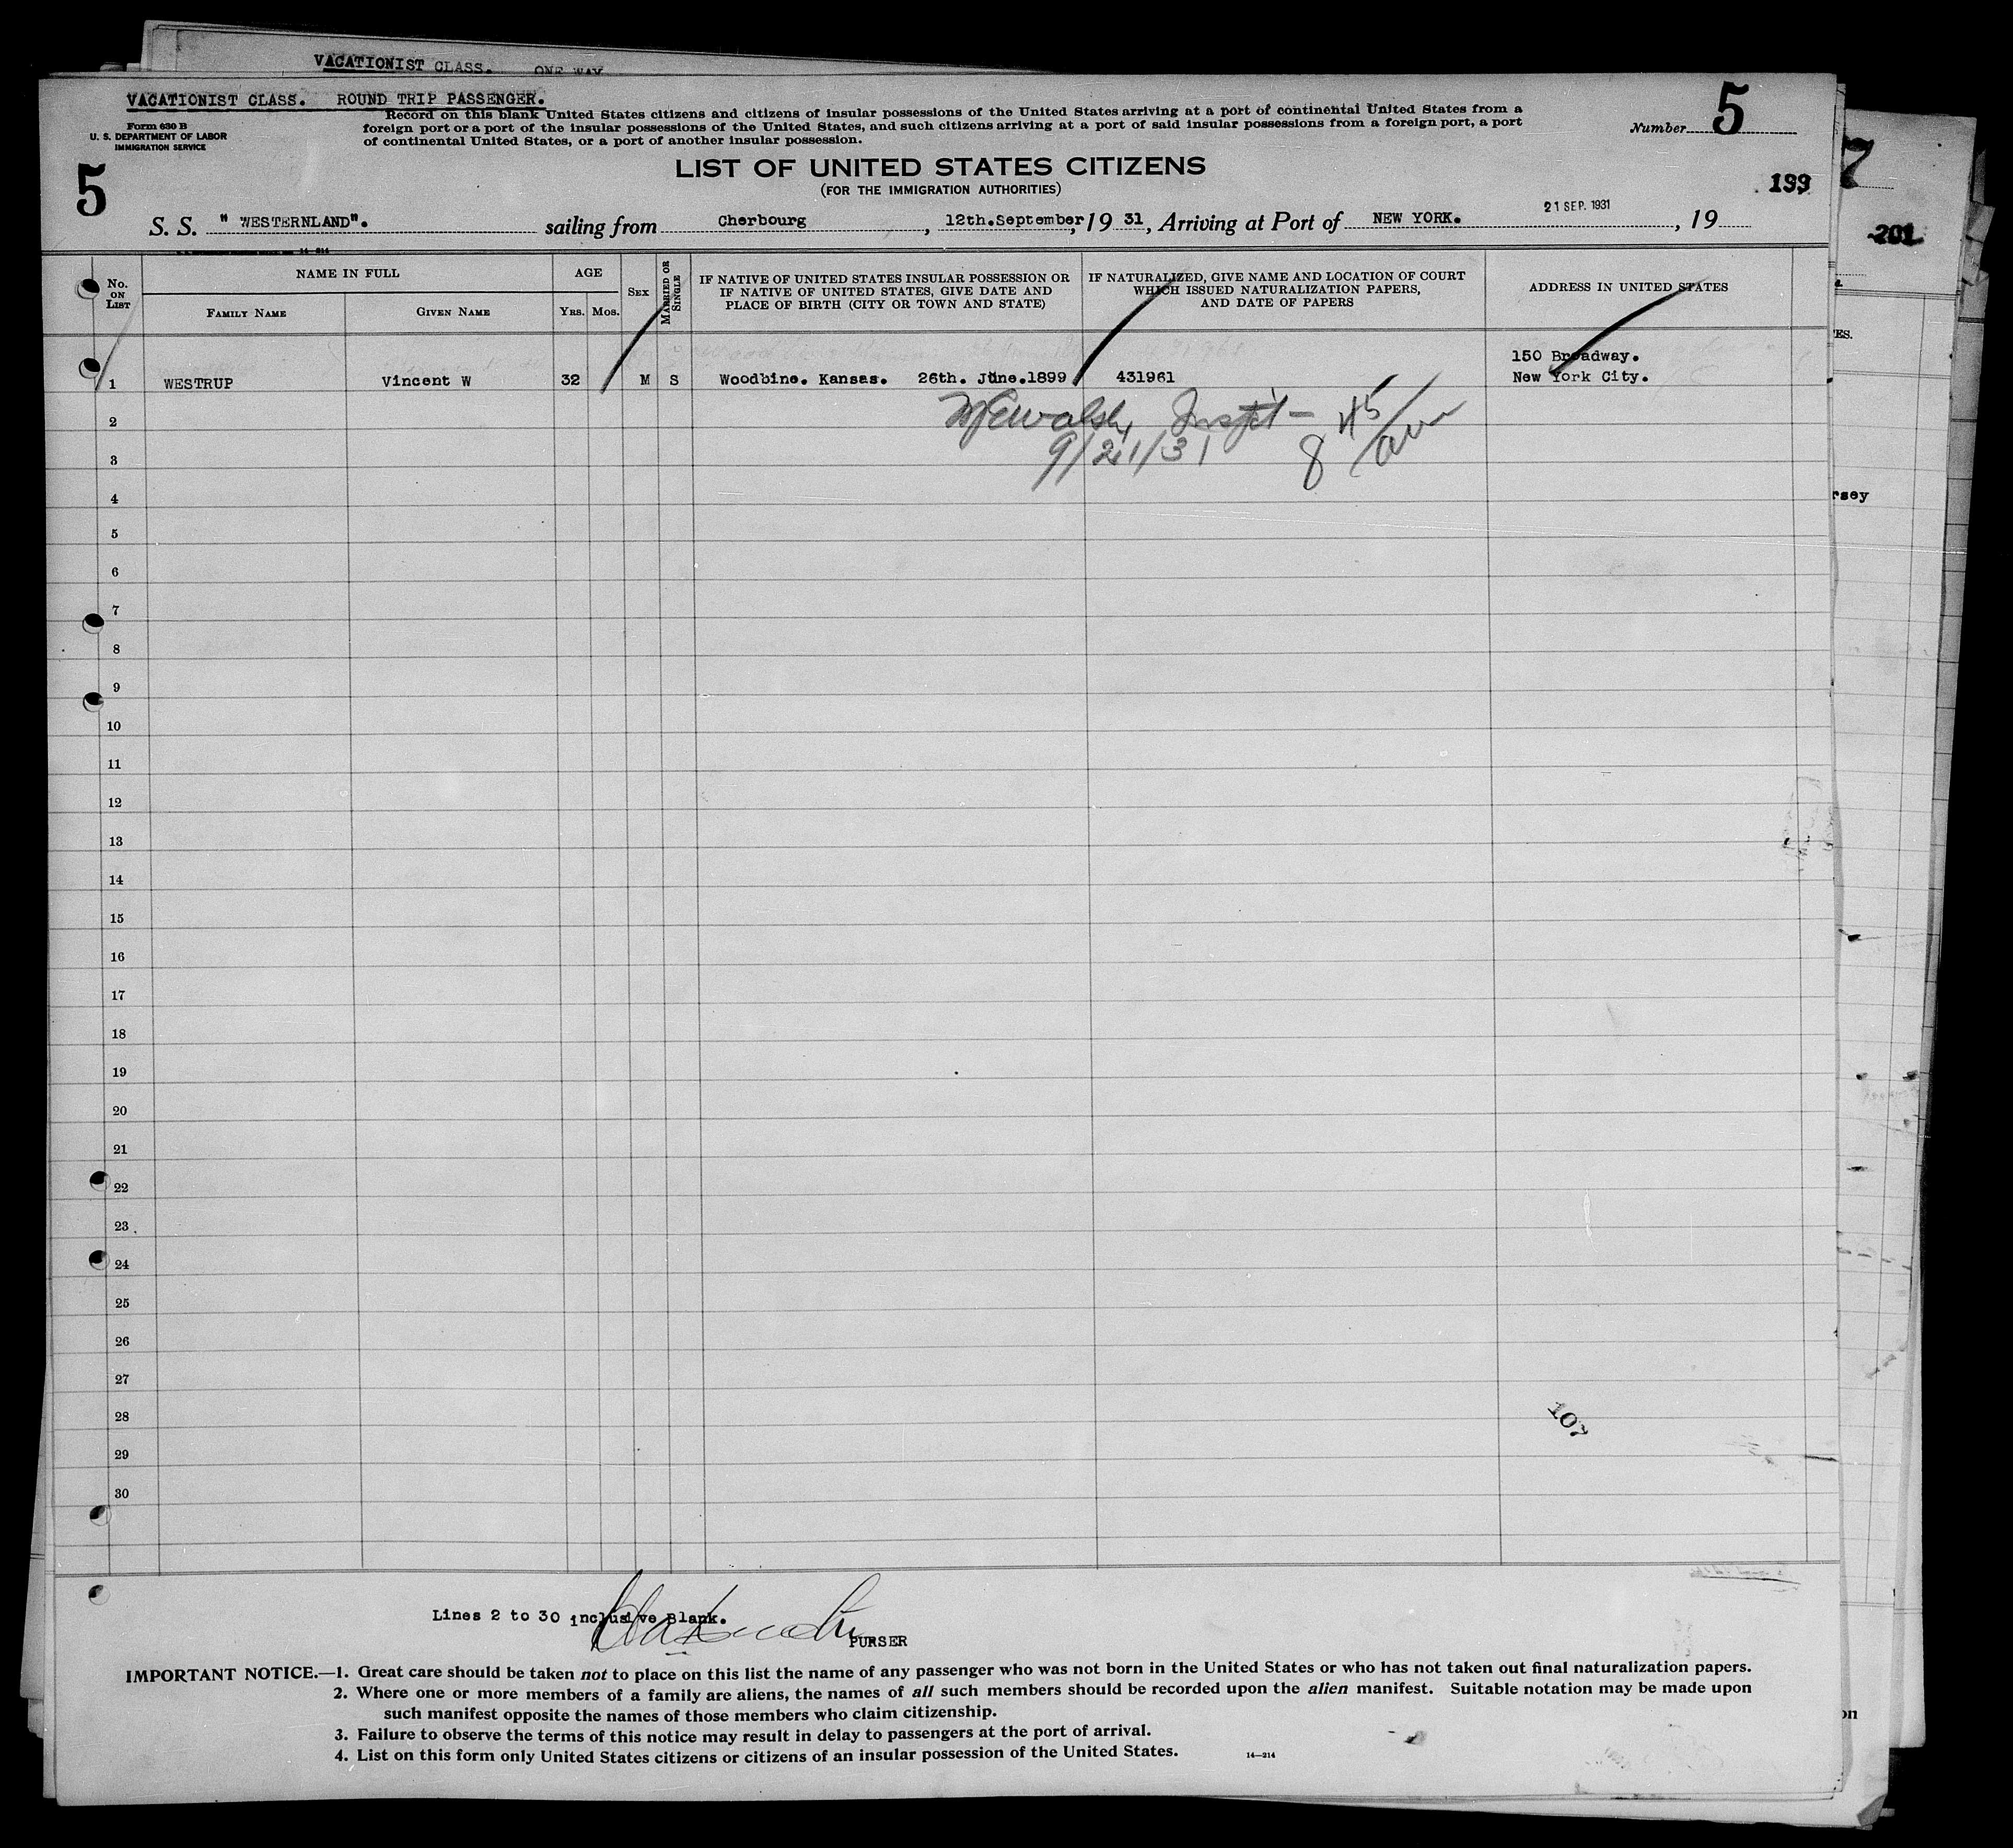 VACATIONIST CLASS. ONE WAY
VACATIONIST CLASS. ROUND TRIP PASSENGER.
Form 630 B
U. S. DEPARTMENT OF LABOR
IMMIGRATION SERVICE
Record on this blank United States citizens and citizens of insular possessions of the United States arriving at a port of continental United States from a
foreign port or a port of the insular possessions of the United States, and such citizens arriving at a port of said insular possessions from a foreign port, a port
of continental United States, or a port of another insular possession.
Number 5
5
LIST OF UNITED STATES CITIZENS
(FOR THE IMMIGRATION AUTHORITIES)
199
7
201
S. S. "WESTERNLAND". sailing from Cherbourg, 12th.September, 19 31, Arriving at Port of NEW YORK. 21 SEP. 1931, 19
14-214
No. ON LIST
NAME IN FULL
FAMILY NAME
GIVEN NAME
AGE
YRS. MOS.
SEX
MARRIED OR SINGLE
IF NATIVE OF UNITED STATES INSULAR POSSESSION OR
IF NATIVE OF UNITED STATES, GIVE DATE AND
PLACE OF BIRTH (CITY OR TOWN AND STATE)
IF NATURALIZED, GIVE NAME AND LOCATION OF COURT
WHICH ISSUED NATURALIZATION PAPERS,
AND DATE OF PAPERS
ADDRESS IN UNITED STATES
150 Broadway.
1 WESTRUP Vincent W 32 M S Woodbine. Kansas. 26th. June.1899 431961 New York City.
2
9/21/31 8 45/am
3
4
rsey
5
6
7
8
9
10
11
12
13
14
15
16
17
18
19
20
21
22
23
24
25
26
27
28
107
29
30
Lines 2 to 30 inclusive Blank.
PURSER
IMPORTANT NOTICE.—1. Great care should be taken not to place on this list the name of any passenger who was not born in the United States or who has not taken out final naturalization papers.
2. Where one or more members of a family are aliens, the names of all such members should be recorded upon the alien manifest. Suitable notation may be made upon
such manifest opposite the names of those members who claim citizenship.
3. Failure to observe the terms of this notice may result in delay to passengers at the port of arrival.
4. List on this form only United States citizens or citizens of an insular possession of the United States.
14—214